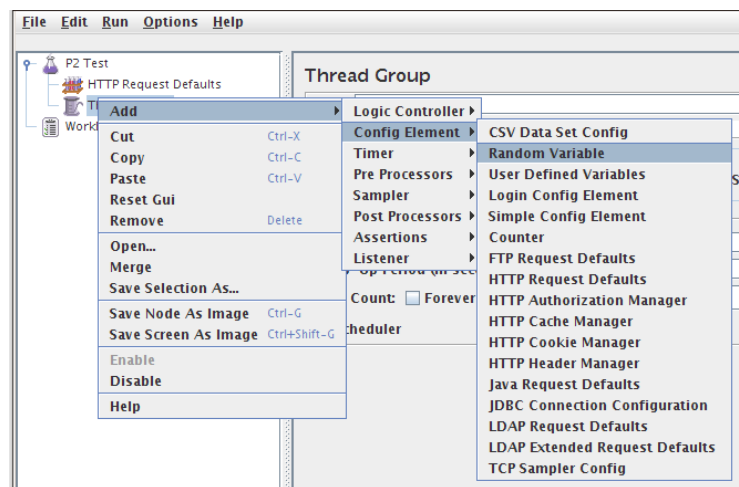 File Edit Run Options Help
P2 Test
HTTP Request Defaults
Thread Group
Add
Cut Ctrl-X
Copy Ctrl-C
Paste Ctrl-V
Reset Gui
Remove Delete
Open...
Merge
Save Selection As...
Save Node As Image Ctrl-G
Save Screen As Image Ctrl+Shift-G
Enable
Disable
Help
Logic Controller
Config Element
Timer
Pre Processors
Sampler
Post Processors
Assertions
Listener
CSV Data Set Config
Random Variable
User Defined Variables
Login Config Element
Simple Config Element
Counter
FTP Request Defaults
HTTP Request Defaults
HTTP Authorization Manager
HTTP Cache Manager
HTTP Cookie Manager
HTTP Header Manager
Java Request Defaults
JDBC Connection Configuration
LDAP Request Defaults
LDAP Extended Request Defaults
TCP Sampler Config
Count: Forever